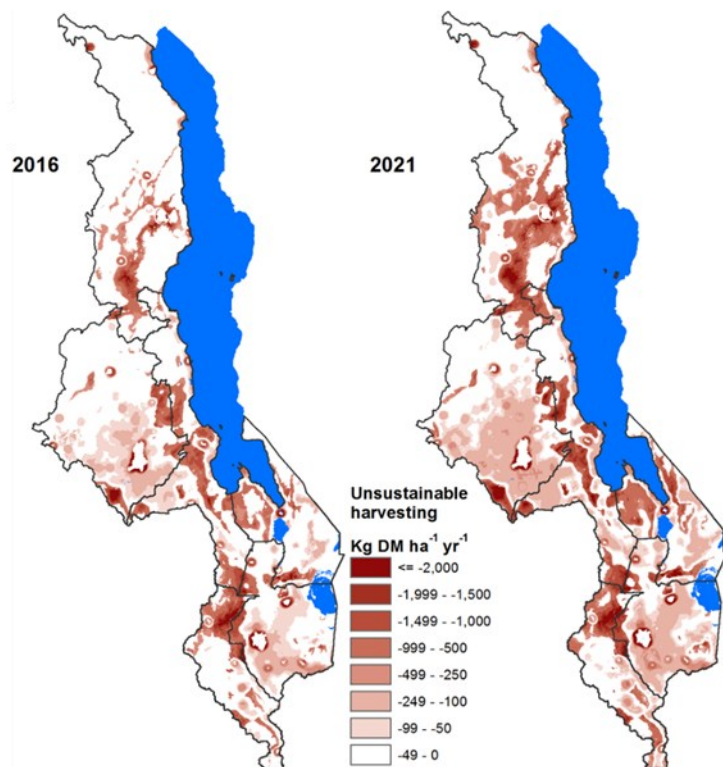 2016
2021
Unsustainable
harvesting
Kg DM ha⁻¹ yr⁻¹
<= -2,000
-1,999 - -1,500
-1,499 - -1,000
-999 - -500
-499 - -250
-249 - -100
-99 - -50
-49 - 0